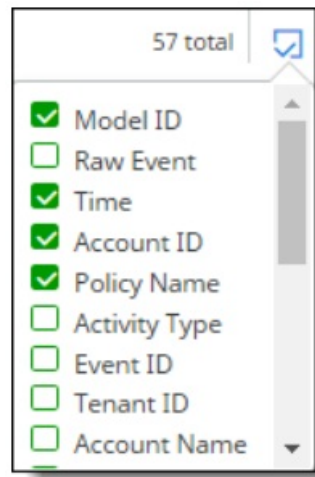 57 total
Model ID
Raw Event
Time
Account ID
Policy Name
Activity Type
Event ID
Tenant ID
Account Name